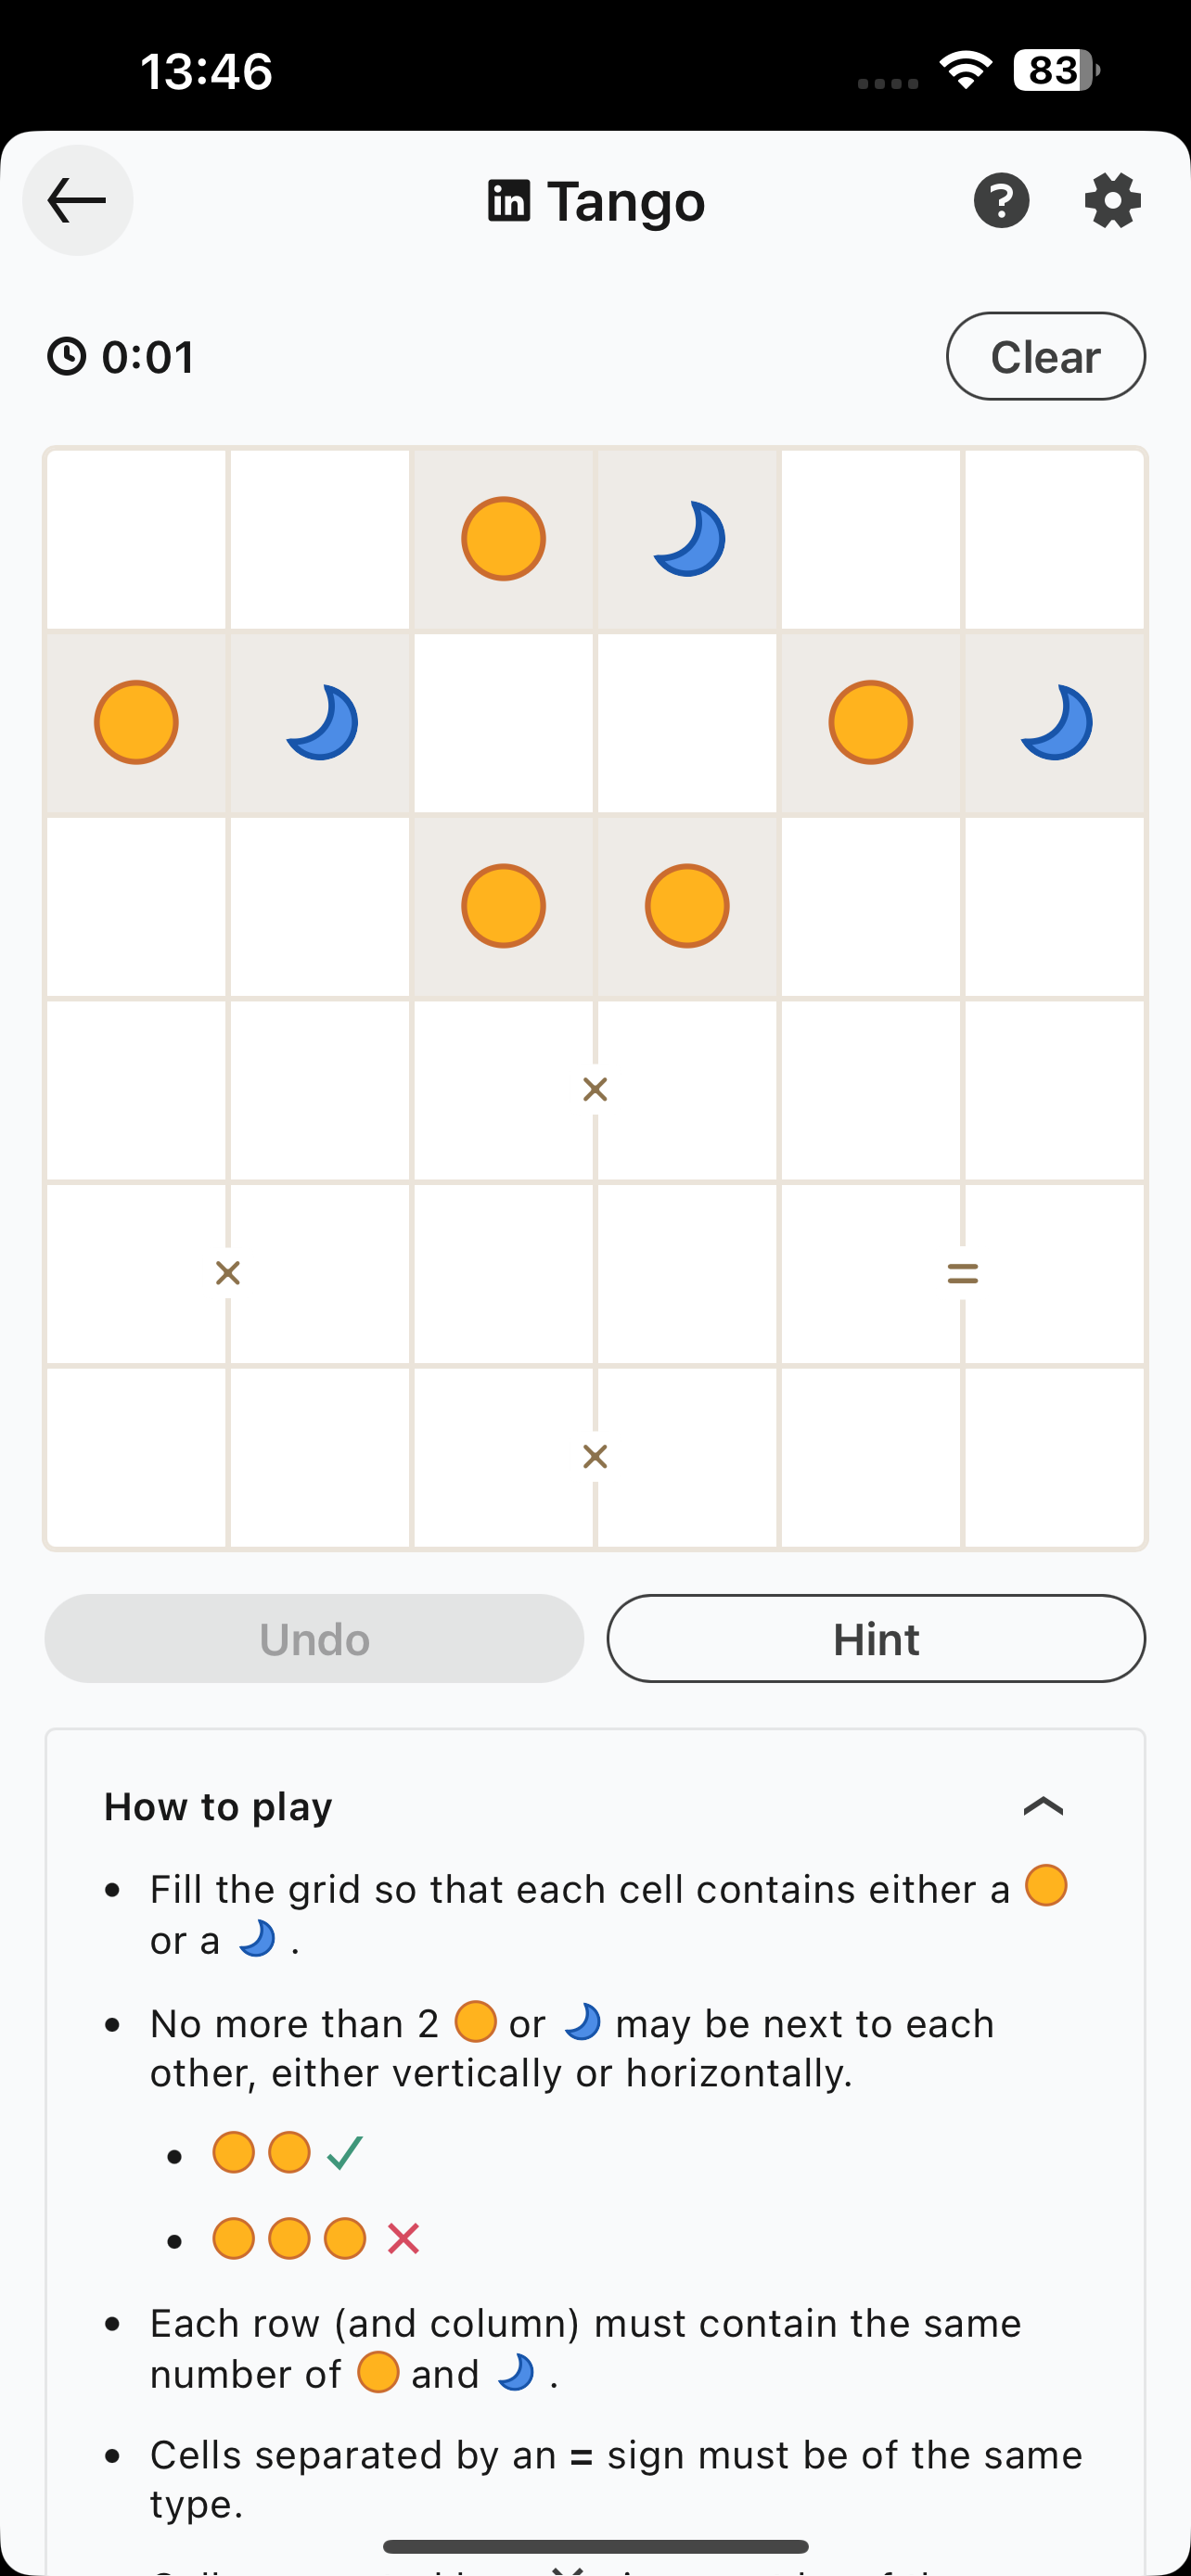 13:46
83
in Tango
?
0:01
Clear
×
×
=
×
Undo
Hint
How to play
Fill the grid so that each cell contains either a
or a .
No more than 2 or may be next to each
other, either vertically or horizontally.
Each row (and column) must contain the same
number of and .
Cells separated by an = sign must be of the same
type.